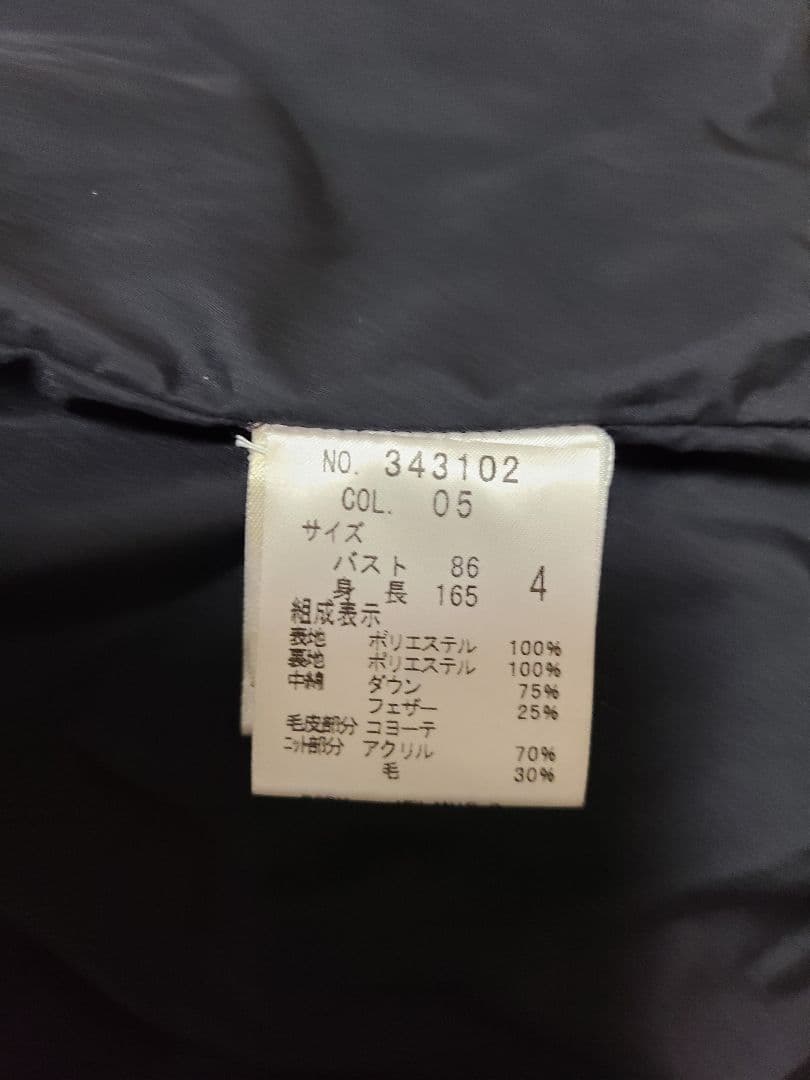 NO. 343102
COL. 05
サイズ
バスト 86
身長 165 4
組成表示
表地 ポリエステル 100%
裏地 ポリエステル 100%
中綿 ダウン 75%
フェザー 25%
毛皮部分 コヨーテ
ニット部分 アクリル 70%
毛 30%